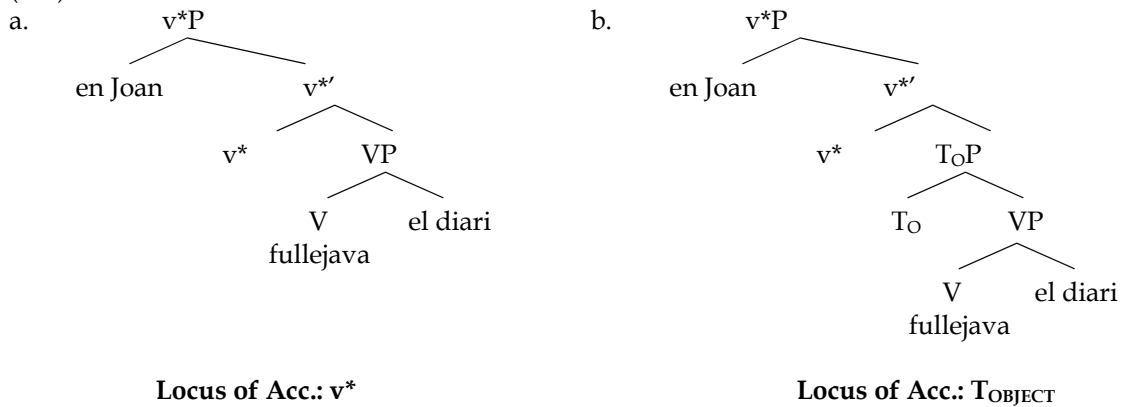 a.
v*P
en Joan
v*′
v*
VP
V
el diari
fullejava
Locus of Acc.: v*
b.
v*P
en Joan
v*′
v*
TOP
TO
VP
V
el diari
fullejava
Locus of Acc.: TOBJECT